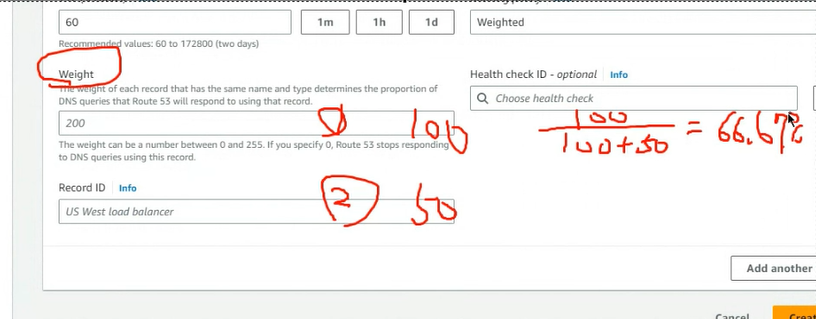 60
1m
1h
1d
Weighted
Recommended values: 60 to 172800 (two days)
Weight
The weight of each record that has the same name and type determines the proportion of
DNS queries that Route 53 will respond to using that record.
200
The weight can be a number between 0 and 255. If you specify 0, Route 53 stops responding
to DNS queries using this record.
Health check ID - optional
Info
Choose health check
100
100
100+50
= 66.67%
Record ID
Info
US West load balancer
2
50
Add another
Cancel
Creat